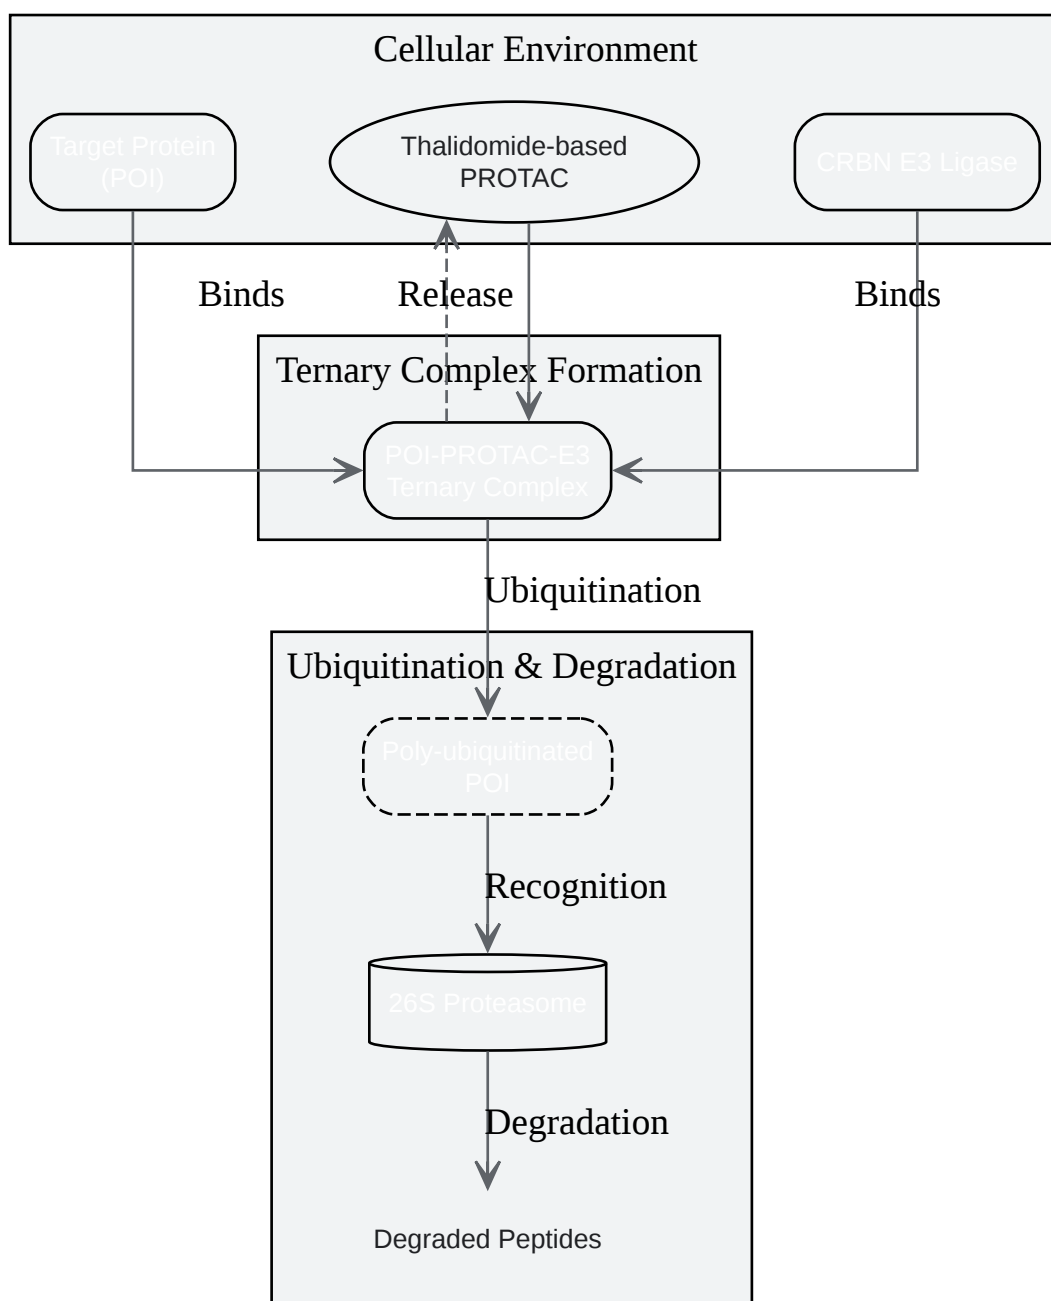 Cellular Environment
Target Protein
(POI)
Thalidomide-based
PROTAC
CRBN E3 Ligase
Binds
Release
Binds
Ternary Complex Formation
POI-PROTAC-E3
Ternary Complex
Ubiquitination
Ubiquitination & Degradation
Poly-ubiquitinated
POI
Recognition
26S Proteasome
Degradation
Degraded Peptides